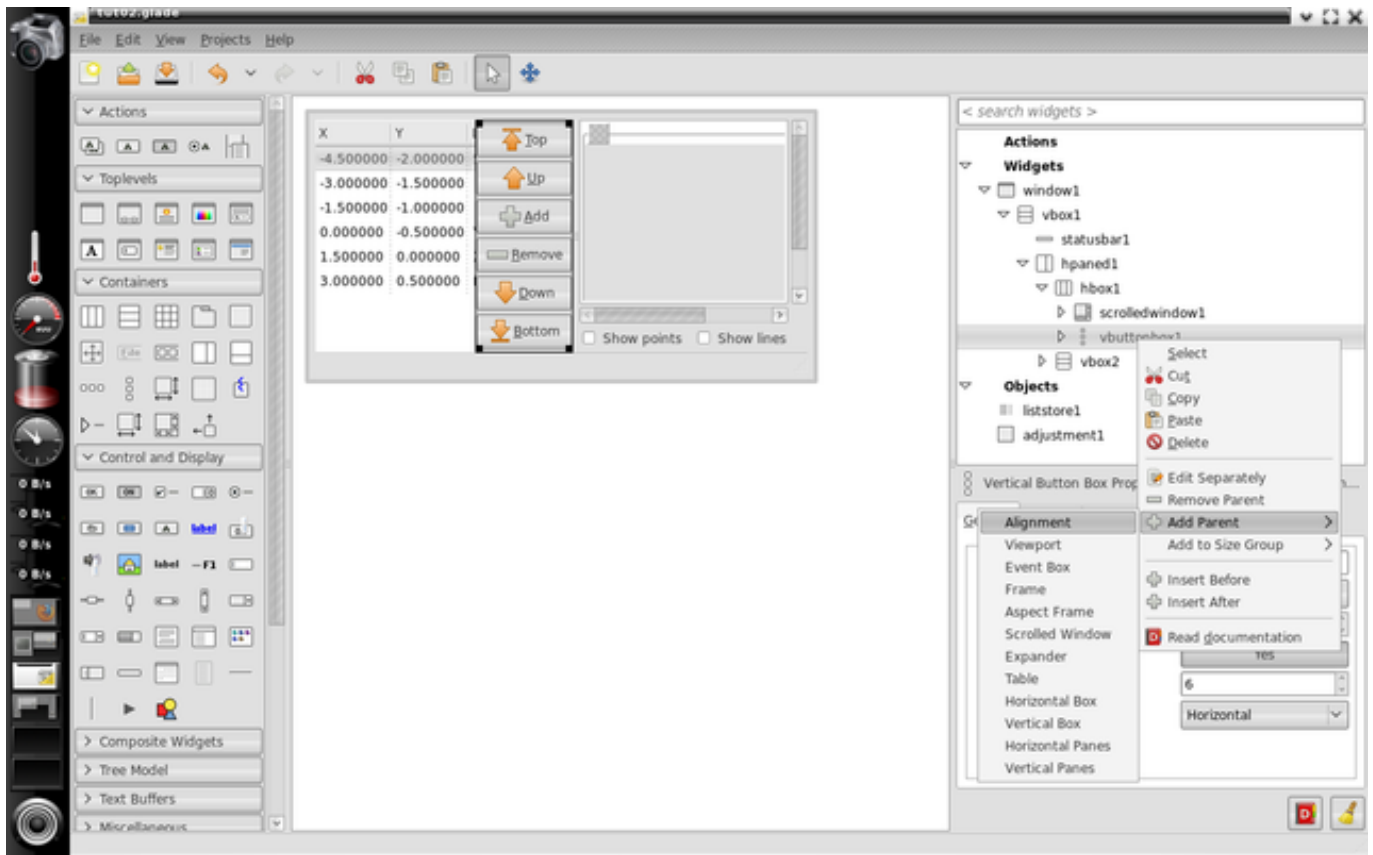 tut02.glade
File Edit View Projects Help
Actions
Toplevels
Containers
Control and Display
label
label
Composite Widgets
Tree Model
Text Buffers
Miscellaneous
0 B/s
0 B/s
0 B/s
0 B/s
X Y
-4.500000 -2.000000
-3.000000 -1.500000
-1.500000 -1.000000
0.000000 -0.500000
1.500000 0.000000
3.000000 0.500000
Top
Up
Add
Remove
Down
Bottom
Show points Show lines
< search widgets >
Actions
Widgets
window1
vbox1
statusbar1
hpaned1
hbox1
scrolledwindow1
vbuttonbox1
vbox2
Objects
liststore1
adjustment1
Vertical Button Box Prop
Select
Cut
Copy
Paste
Delete
Edit Separately
Remove Parent
Add Parent
Add to Size Group
Insert Before
Insert After
Read documentation
Alignment
Viewport
Event Box
Frame
Aspect Frame
Scrolled Window
Expander
Table
Horizontal Box
Vertical Box
Horizontal Panes
Vertical Panes
Yes
6
Horizontal